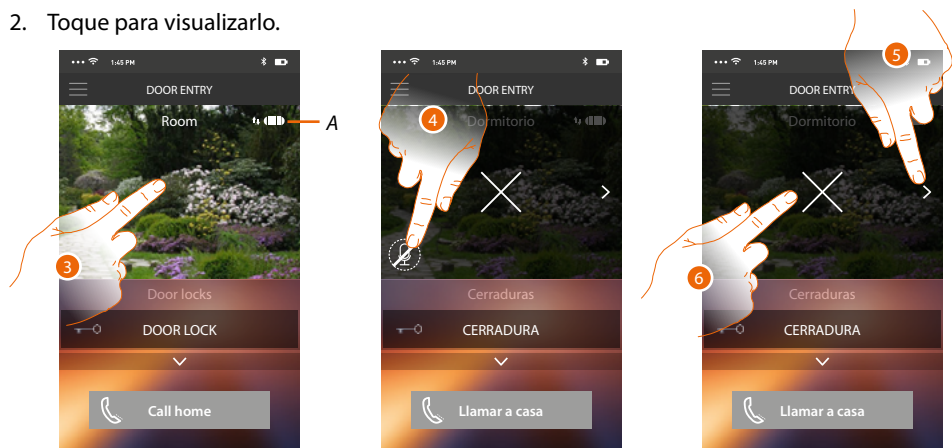 2. Toque para visualizarlo.
1:45 PM
DOOR ENTRY
Room
A
3
Door locks
DOOR LOCK
Call home
1:45 PM
DOOR ENTRY
4
Dormitorio
Cerraduras
CERRADURA
Llamar a casa
5
1:45 PM
DOOR ENTRY
Dormitorio
6
Cerraduras
CERRADURA
Llamar a casa